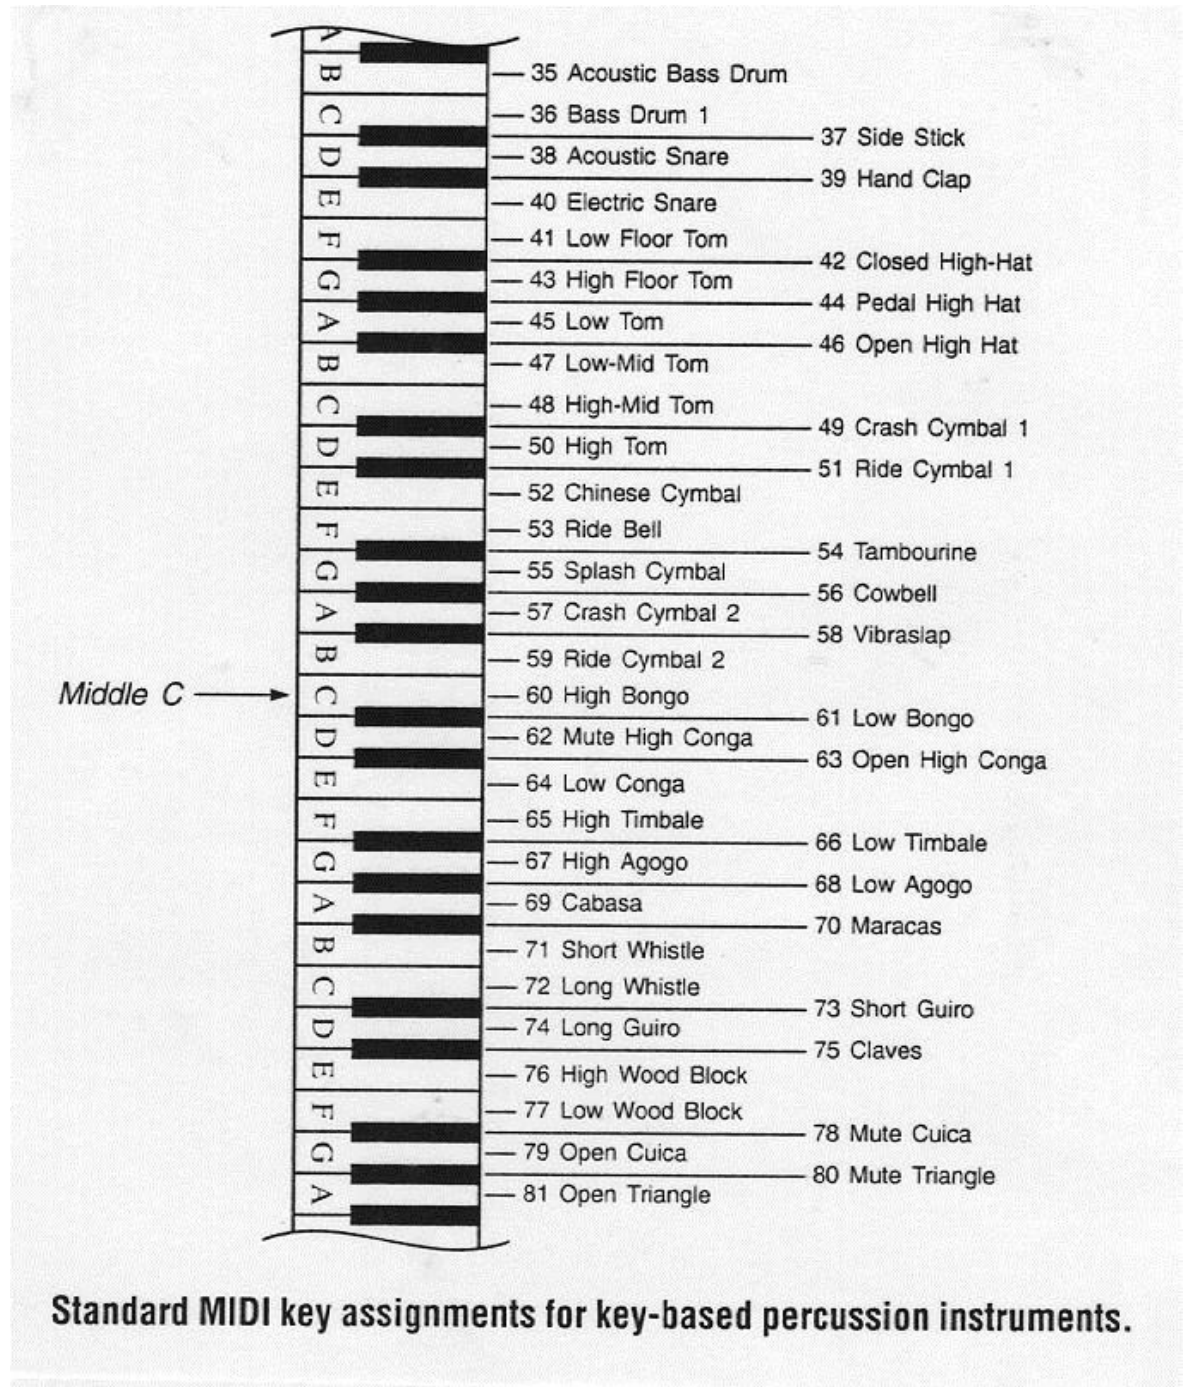 A
B
35 Acoustic Bass Drum
C
36 Bass Drum 1
37 Side Stick
D
38 Acoustic Snare
39 Hand Clap
E
40 Electric Snare
F
41 Low Floor Tom
42 Closed High-Hat
G
43 High Floor Tom
44 Pedal High Hat
A
45 Low Tom
46 Open High Hat
B
47 Low-Mid Tom
C
48 High-Mid Tom
49 Crash Cymbal 1
D
50 High Tom
51 Ride Cymbal 1
E
52 Chinese Cymbal
F
53 Ride Bell
54 Tambourine
G
55 Splash Cymbal
56 Cowbell
A
57 Crash Cymbal 2
58 Vibraslap
B
59 Ride Cymbal 2
Middle C
C
60 High Bongo
61 Low Bongo
D
62 Mute High Conga
63 Open High Conga
E
64 Low Conga
F
65 High Timbale
66 Low Timbale
G
67 High Agogo
68 Low Agogo
A
69 Cabasa
70 Maracas
B
71 Short Whistle
C
72 Long Whistle
73 Short Guiro
D
74 Long Guiro
75 Claves
E
76 High Wood Block
F
77 Low Wood Block
78 Mute Cuica
G
79 Open Cuica
80 Mute Triangle
A
81 Open Triangle
Standard MIDI key assignments for key-based percussion instruments.